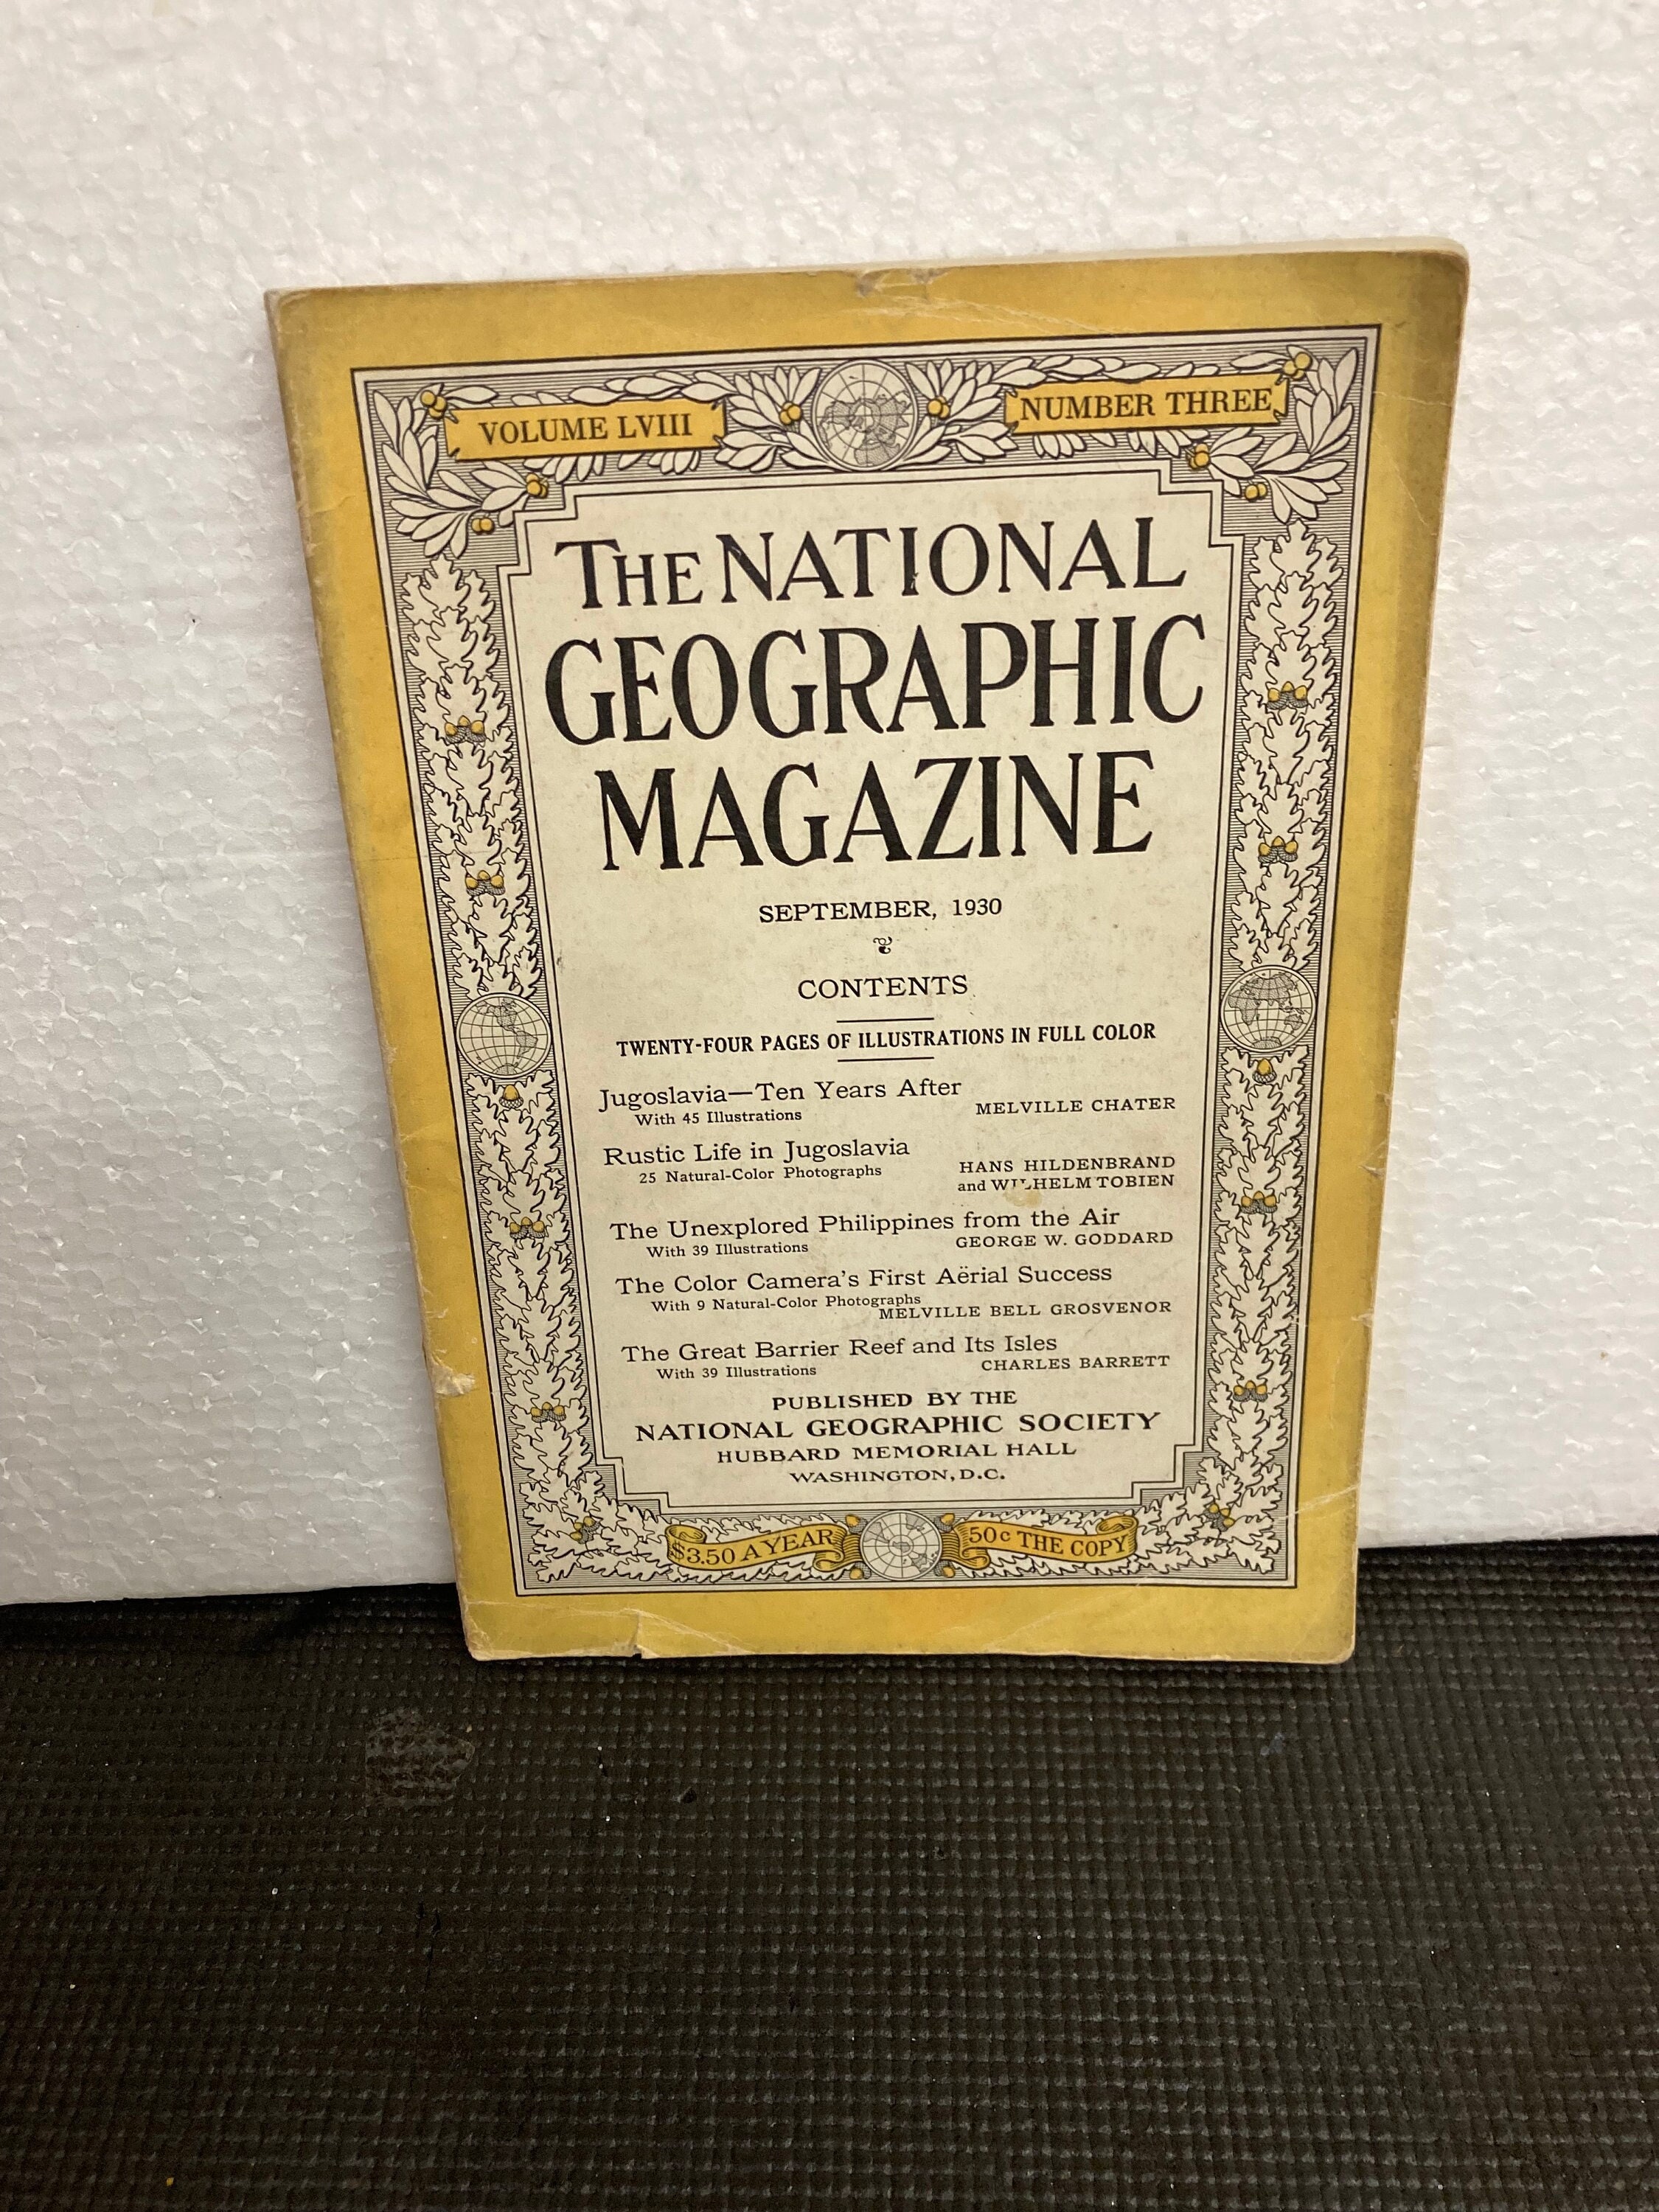 VOLUME LVIII
NUMBER THREE
THE NATIONAL
GEOGRAPHIC
MAGAZINE
SEPTEMBER, 1930
CONTENTS
TWENTY-FOUR PAGES OF ILLUSTRATIONS IN FULL COLOR
Jugoslavia—Ten Years After
With 45 Illustrations
MELVILLE CHATER
Rustic Life in Jugoslavia
25 Natural-Color Photographs
HANS HILDENBRAND
and WILHELM TOBIEN
The Unexplored Philippines from the Air
With 39 Illustrations
GEORGE W. GODDARD
The Color Camera's First Aërial Success
With 9 Natural-Color Photographs
MELVILLE BELL GROSVENOR
The Great Barrier Reef and Its Isles
With 39 Illustrations
CHARLES BARRETT
PUBLISHED BY THE
NATIONAL GEOGRAPHIC SOCIETY
HUBBARD MEMORIAL HALL
WASHINGTON, D.C.
$3.50 A YEAR
50c THE COPY